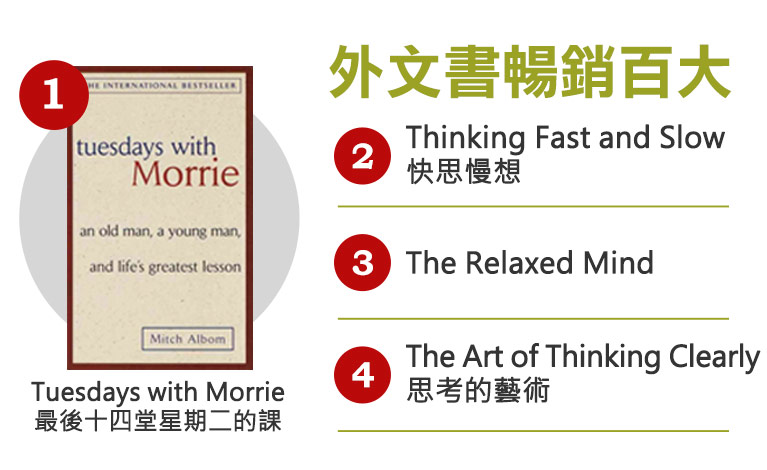 1
THE INTERNATIONAL BESTSELLER
tuesdays with
Morrie
an old man, a young man,
and life's greatest lesson
Mitch Albom
Tuesdays with Morrie
最後十四堂星期二的課
外文書暢銷百大
2
Thinking Fast and Slow
快思慢想
3
The Relaxed Mind
4
The Art of Thinking Clearly
思考的藝術